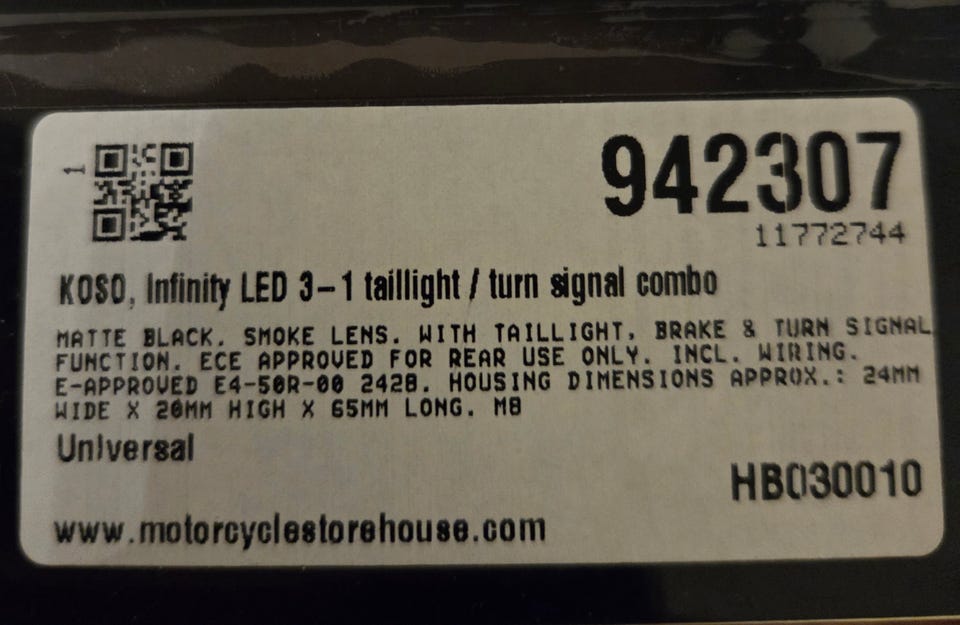 1
942307
11772744
KOSO, Infinity LED 3-1 taillight / turn signal combo
MATTE BLACK. SMOKE LENS. WITH TAILLIGHT, BRAKE & TURN SIGNAL
FUNCTION. ECE APPROVED FOR REAR USE ONLY. INCL. WIRING.
E-APPROVED E4-50R-00 2428. HOUSING DIMENSIONS APPROX.: 24MM
WIDE X 20MM HIGH X 65MM LONG. M8
Universal
HB030010
www.motorcyclestorehouse.com